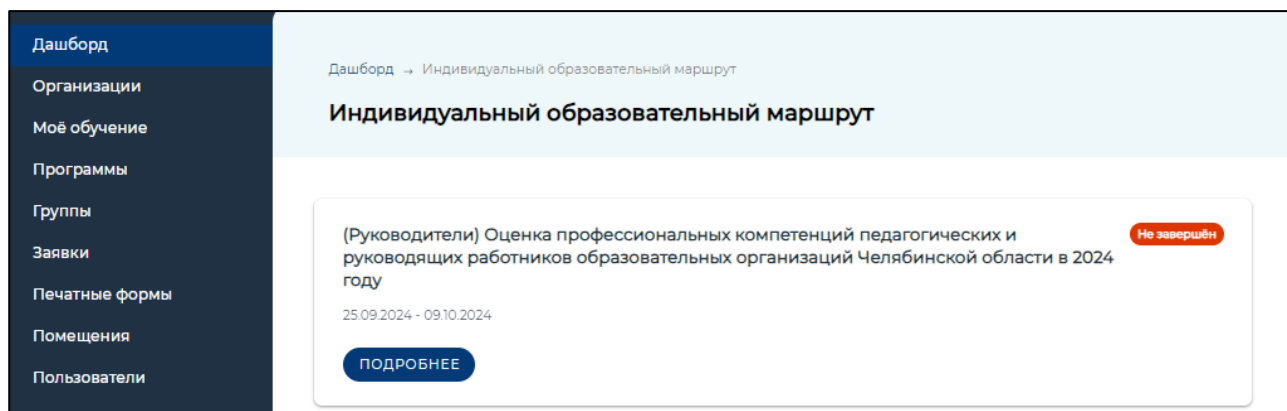 Дашборд
Организации
Моё обучение
Программы
Группы
Заявки
Печатные формы
Помещения
Пользователи
Дашборд → Индивидуальный образовательный маршрут
Индивидуальный образовательный маршрут
(Руководители) Оценка профессиональных компетенций педагогических и
руководящих работников образовательных организаций Челябинской области в 2024
году
Не завершён
25.09.2024 - 09.10.2024
ПОДРОБНЕЕ